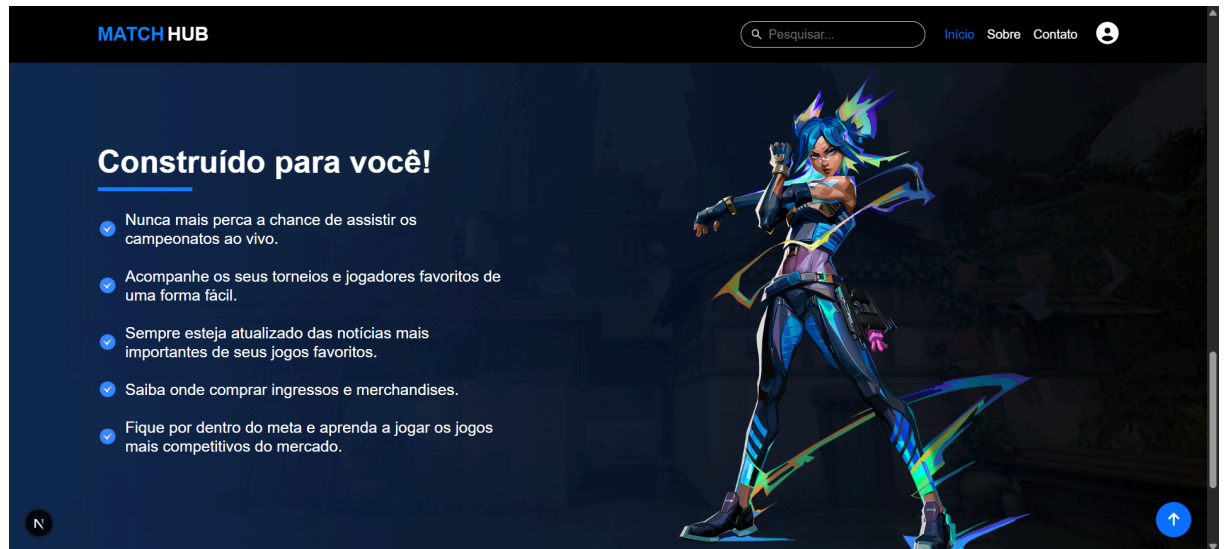 MATCH HUB
Pesquisar...
Início Sobre Contato
Construído para você!
Nunca mais perca a chance de assistir os
campeonatos ao vivo.
Acompanhe os seus torneios e jogadores favoritos de
uma forma fácil.
Sempre esteja atualizado das notícias mais
importantes de seus jogos favoritos.
Saiba onde comprar ingressos e merchandises.
Fique por dentro do meta e aprenda a jogar os jogos
mais competitivos do mercado.
N